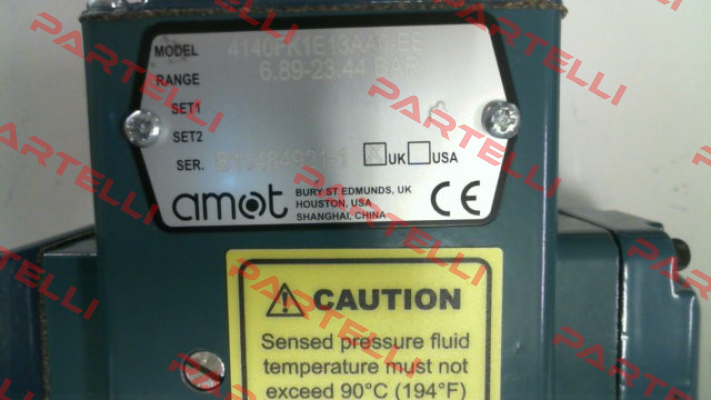 MODEL 4140FK1E13AA0-EE
RANGE 6.89-23.44 BAR
SET1
SET2
SER. UK USA
amot
BURY ST EDMUNDS, UK
HOUSTON, USA
SHANGHAI, CHINA
CE
CAUTION
Sensed pressure fluid
temperature must not
exceed 90°C (194°F)
PARTELLI
PARTELLI
PARTELLI
PARTELLI
PARTELLI
PARTELLI
PARTELLI
PARTELLI